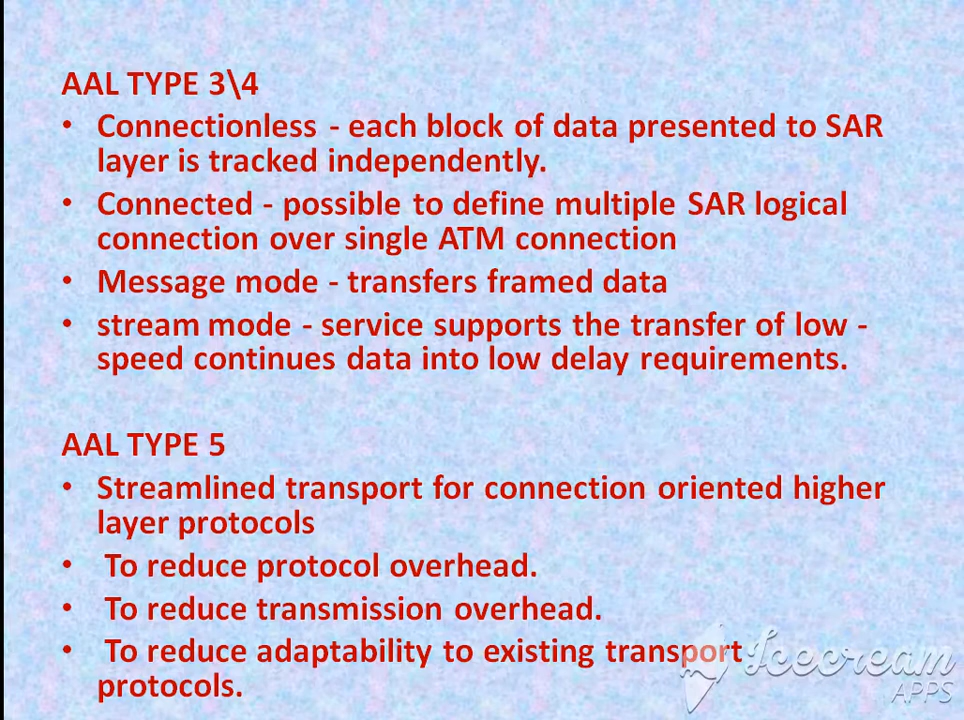 AAL TYPE 3\4
• Connectionless - each block of data presented to SAR
layer is tracked independently.
• Connected - possible to define multiple SAR logical
connection over single ATM connection
• Message mode - transfers framed data
• stream mode - service supports the transfer of low -
speed continues data into low delay requirements.
AAL TYPE 5
• Streamlined transport for connection oriented higher
layer protocols
• To reduce protocol overhead.
• To reduce transmission overhead.
• To reduce adaptability to existing transport
protocols.
Icecream
APPS